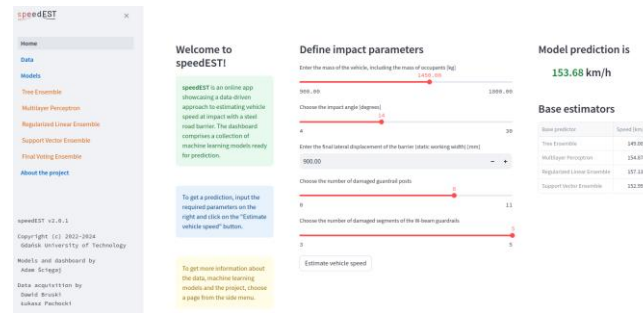 speedEST
×
Home
Data
Models
Tree Ensemble
Multilayer Perceptron
Regularized Linear Ensemble
Support Vector Ensemble
Final Voting Ensemble
About the project
speedEST v2.0.1
Copyright (c) 2022-2024
Gdańsk University of Technology
Models and dashboard by
Adam Ściegaj
Data acquisition by
Dawid Bruski
Łukasz Pachocki
Welcome to
speedEST!
speedEST is an online app
showcasing a data-driven
approach to estimating vehicle
speed at impact with a steel
road barrier. The dashboard
comprises a collection of
machine learning models ready
for prediction.
To get a prediction, input the
required parameters on the
right and click on the "Estimate
vehicle speed" button.
To get more information about
the data, machine learning
models and the project, choose
a page from the side menu.
Define impact parameters
Enter the mass of the vehicle, including the mass of occupants [kg]
1450.00
900.00
Choose the impact angle [degrees]
14
4
30
Enter the final lateral displacement of the barrier (static working width) [mm]
900.00
- +
Choose the number of damaged guardrail posts
8
0
11
Choose the number of damaged segments of the W-beam guardrails
5
3
5
Estimate vehicle speed
Model prediction is
153.68 km/h
Base estimators
Base predictor
Speed [km
Tree Ensemble
Multilayer Perceptron
154.87
Regularized Linear Ensemble
Support Vector Ensemble